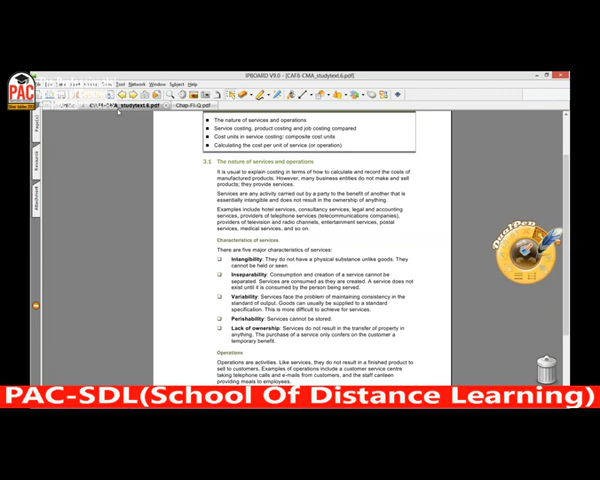 IPBOARD V9.0 - [CAF8-CMA_studytext.6.pdf]
Tool Network Window Subject Help
PAC
CAF8-CMA_studytext.6.pdf
Chap-FI-Q.pdf
Page(s)
Resource
Attachment
■ The nature of services and operations
■ Service costing, product costing and job costing compared
■ Cost units in service costing: composite cost units
■ Calculating the cost per unit of service (or operation)
3.1 The nature of services and operations
It is usual to explain costing in terms of how to calculate and record the costs of
manufactured products. However, many business entities do not make and sell
products; they provide services.
Services are any activity carried out by a party to the benefit of another that is
essentially intangible and does not result in the ownership of anything.
Examples include hotel services, consultancy services, legal and accounting
services, providers of telephone services (telecommunications companies),
providers of television and radio channels, entertainment services, postal
services, medical services, and so on.
Characteristics of services
There are five major characteristics of services:
❑ Intangibility: They do not have a physical substance unlike goods. They
cannot be held or seen.
❑ Inseparability: Consumption and creation of a service cannot be
separated. Services are consumed as they are created. A service does not
exist until it is consumed by the person being served.
❑ Variability: Services face the problem of maintaining consistency in the
standard of output. Goods can usually be supplied to a standard
specification. This is more difficult to achieve for services.
❑ Perishability: Services cannot be stored.
❑ Lack of ownership: Services do not result in the transfer of property in
anything. The purchase of a service only confers on the customer a
temporary benefit.
Operations
Operations are activities. Like services, they do not result in a finished product to
sell to customers. Examples of operations include a customer service centre
taking telephone calls and e-mails from customers, and the staff canteen
providing meals to employees.
DualPen
PAC-SDL(School Of Distance Learning)